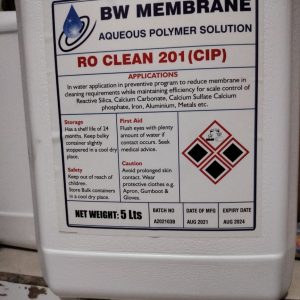 BW MEMBRANE
AQUEOUS POLYMER SOLUTION
RO CLEAN 201(CIP)
APPLICATIONS
In water application in preventive program to reduce membrane in
cleaning requirements while maintaining efficiency for scale control of
Reactive Silica, Calcium Carbonate, Calcium Sulfate Calcium
phosphate, Iron, Aluminium, Metals etc.
Storage
Has a shelf life of 24
months. Keep bulky
container slightly
stoppered in a cool dry
place.
Safety
Keep out of reach of
children.
Store Bulk containers
in a cool dry place.
First Aid
Flush eyes with plenty
amount of water if
contact occurs. Seek
medical advice.
Caution
Avoid prolonged skin
contact. Wear
protective clothes e.g.
Apron, Gumboot &
Gloves.
NET WEIGHT: 5 Lts
BATCH NO
A2021038
DATE OF MFG
AUG 2021
EXPIRY DATE
AUG 2024